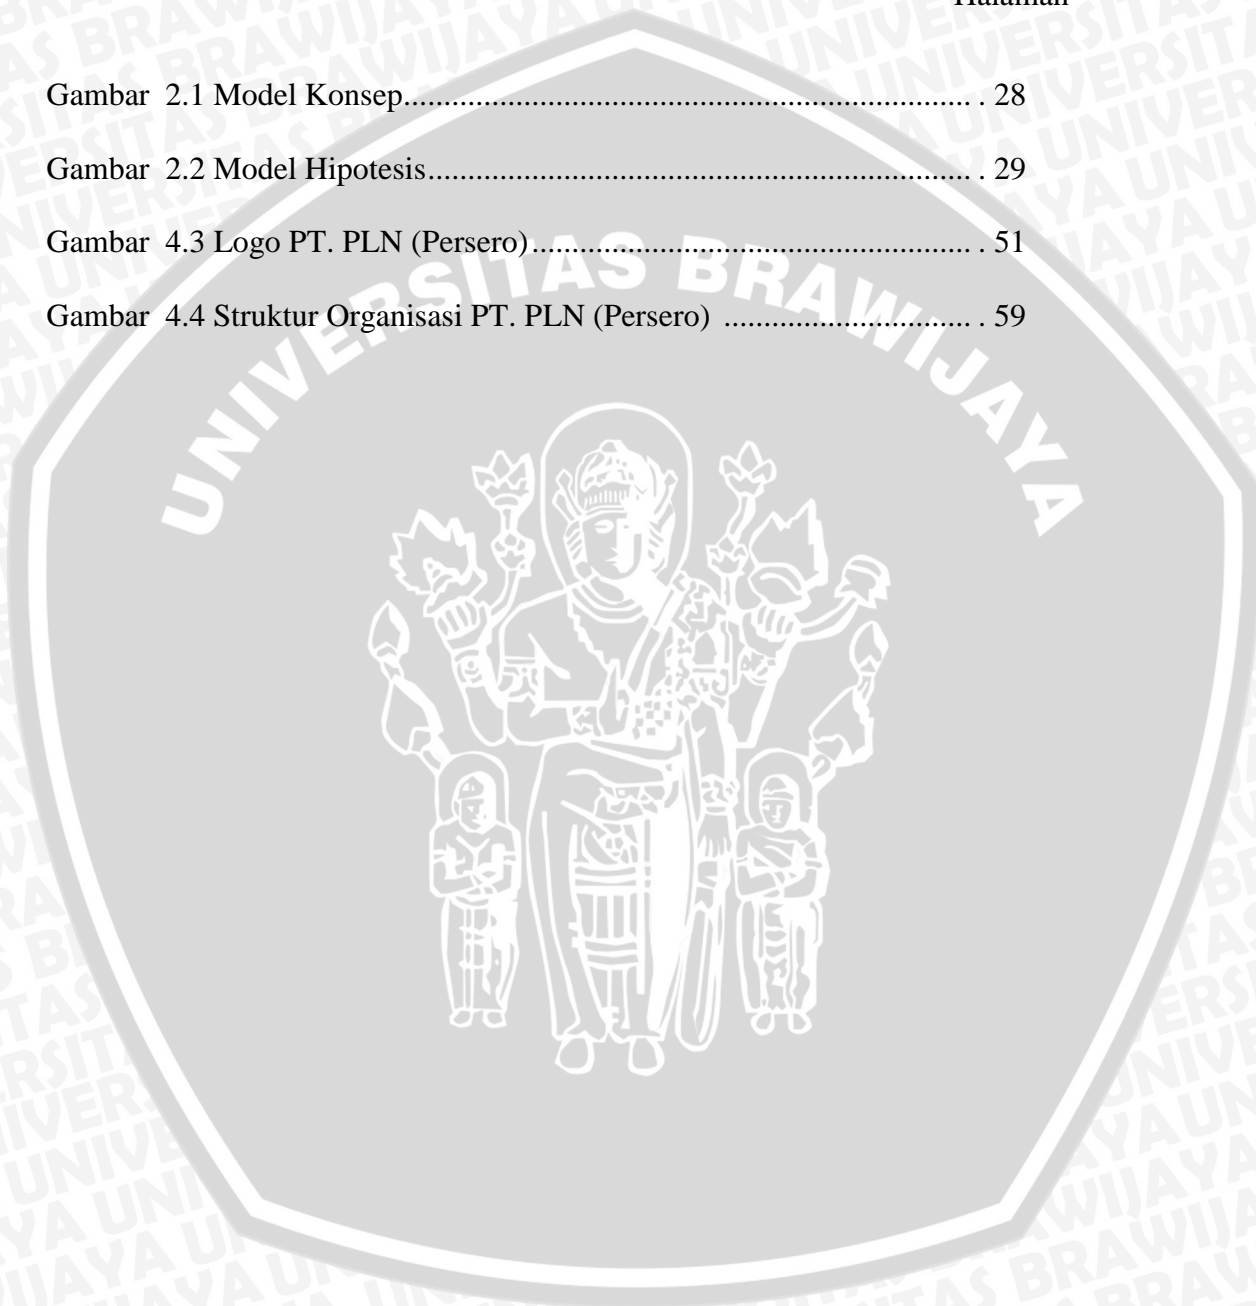 Halaman
Gambar 2.1 Model Konsep........................................................... . 28
Gambar 2.2 Model Hipotesis........................................................ . 29
Gambar 4.3 Logo PT. PLN (Persero).............................................. . 51
Gambar 4.4 Struktur Organisasi PT. PLN (Persero) .......................... . 59
UNIVERSITAS BRAWIJAYA